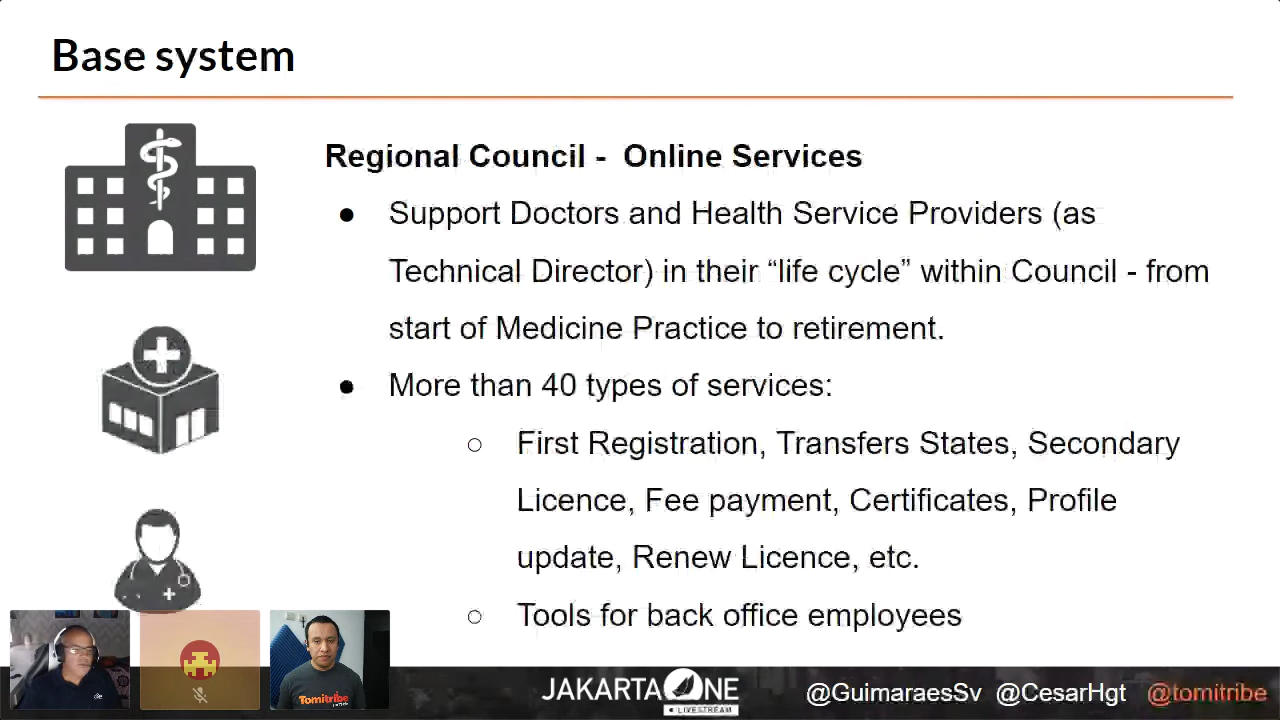 Base system
Regional Council - Online Services
● Support Doctors and Health Service Providers (as
Technical Director) in their “life cycle” within Council - from
start of Medicine Practice to retirement.
● More than 40 types of services:
○ First Registration, Transfers States, Secondary
Licence, Fee payment, Certificates, Profile
update, Renew Licence, etc.
○ Tools for back office employees
Tomitribe
JAKARTA ONE
LIVESTREAM
@GuimaraesSv @CesarHgt @tomitribe